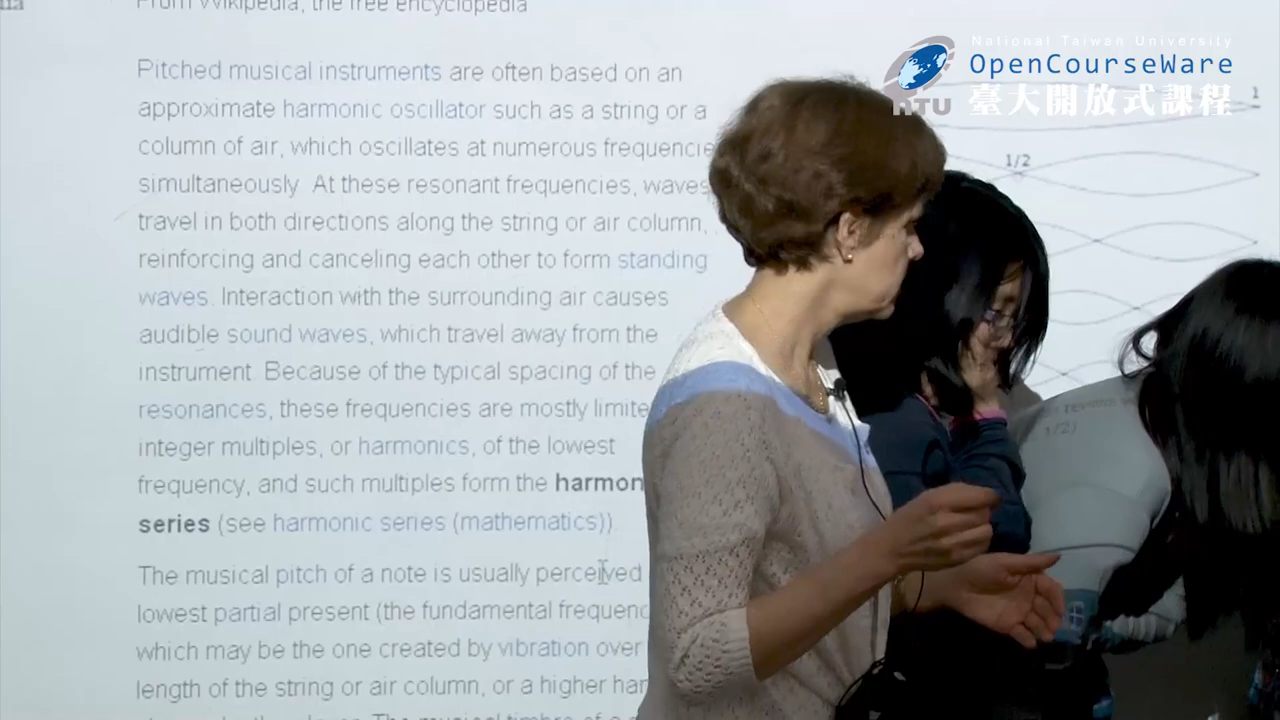 From Wikipedia, the free encyclopedia
Pitched musical instruments are often based on an
approximate harmonic oscillator such as a string or a
column of air, which oscillates at numerous frequencie
simultaneously. At these resonant frequencies, waves
travel in both directions along the string or air column,
reinforcing and canceling each other to form standing
waves. Interaction with the surrounding air causes
audible sound waves, which travel away from the
instrument. Because of the typical spacing of the
resonances, these frequencies are mostly limite
integer multiples, or harmonics, of the lowest
frequency, and such multiples form the harmon
series (see harmonic series (mathematics)).
The musical pitch of a note is usually perceived
lowest partial present (the fundamental frequenc
which may be the one created by vibration over
length of the string or air column, or a higher har
National Taiwan University
OpenCourseWare
NTU 臺大開放式課程
1
1/2
1/2)